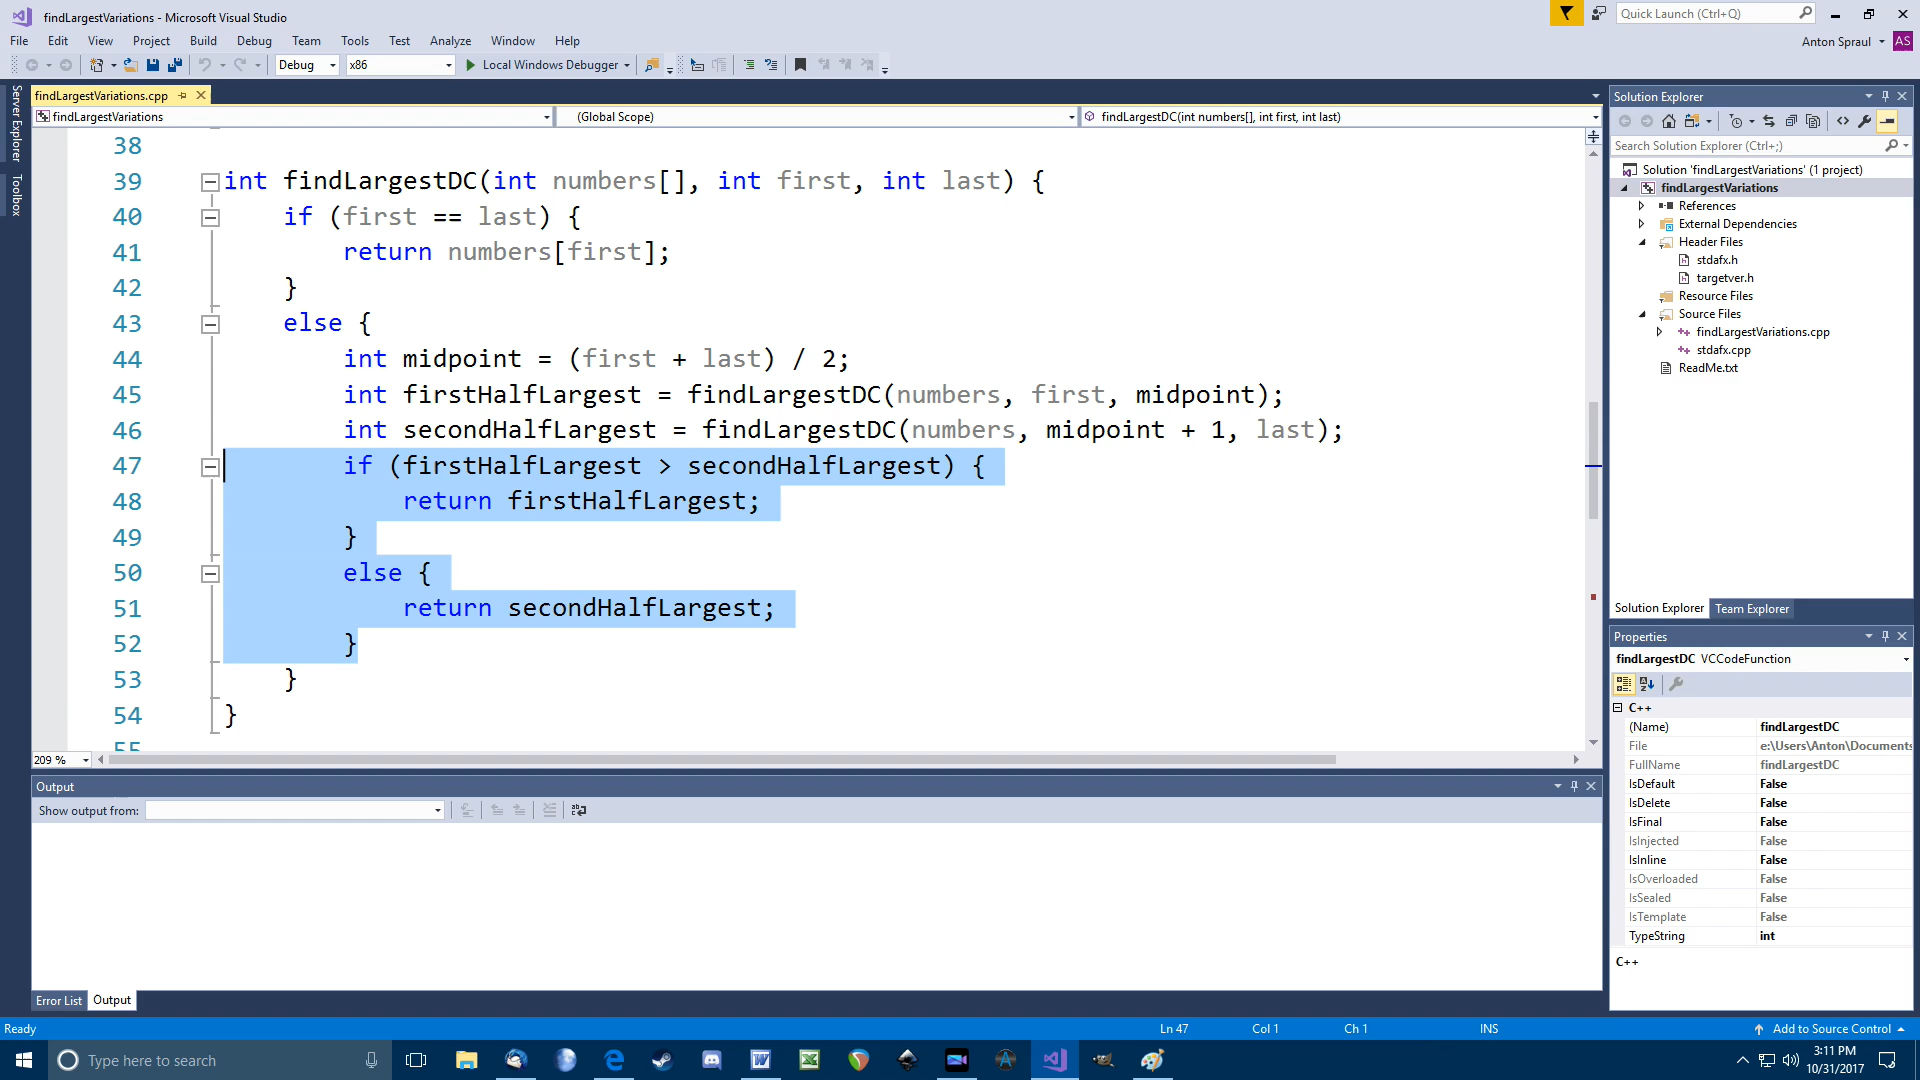 findLargestVariations - Microsoft Visual Studio
Quick Launch (Ctrl+Q)
File Edit View Project Build Debug Team Tools Test Analyze Window Help
Anton Spraul AS
Debug x86 Local Windows Debugger
Server Explorer
Toolbox
findLargestVariations.cpp
findLargestVariations (Global Scope) findLargestDC(int numbers[], int first, int last)
38
39 int findLargestDC(int numbers[], int first, int last) {
40 if (first == last) {
41 return numbers[first];
42 }
43 else {
44 int midpoint = (first + last) / 2;
45 int firstHalfLargest = findLargestDC(numbers, first, midpoint);
46 int secondHalfLargest = findLargestDC(numbers, midpoint + 1, last);
47 if (firstHalfLargest > secondHalfLargest) {
48 return firstHalfLargest;
49 }
50 else {
51 return secondHalfLargest;
52 }
53 }
54 }
55
209 %
Output
Show output from:
Error List Output
Solution Explorer
Search Solution Explorer (Ctrl+;)
Solution 'findLargestVariations' (1 project)
findLargestVariations
References
External Dependencies
Header Files
stdafx.h
targetver.h
Resource Files
Source Files
findLargestVariations.cpp
stdafx.cpp
ReadMe.txt
Solution Explorer Team Explorer
Properties
findLargestDC VCCodeFunction
C++
(Name) findLargestDC
File e:\Users\Anton\Documents
FullName findLargestDC
IsDefault False
IsDelete False
IsFinal False
IsInjected False
IsInline False
IsOverloaded False
IsSealed False
IsTemplate False
TypeString int
C++
Ready Ln 47 Col 1 Ch 1 INS Add to Source Control
Type here to search
3:11 PM
10/31/2017